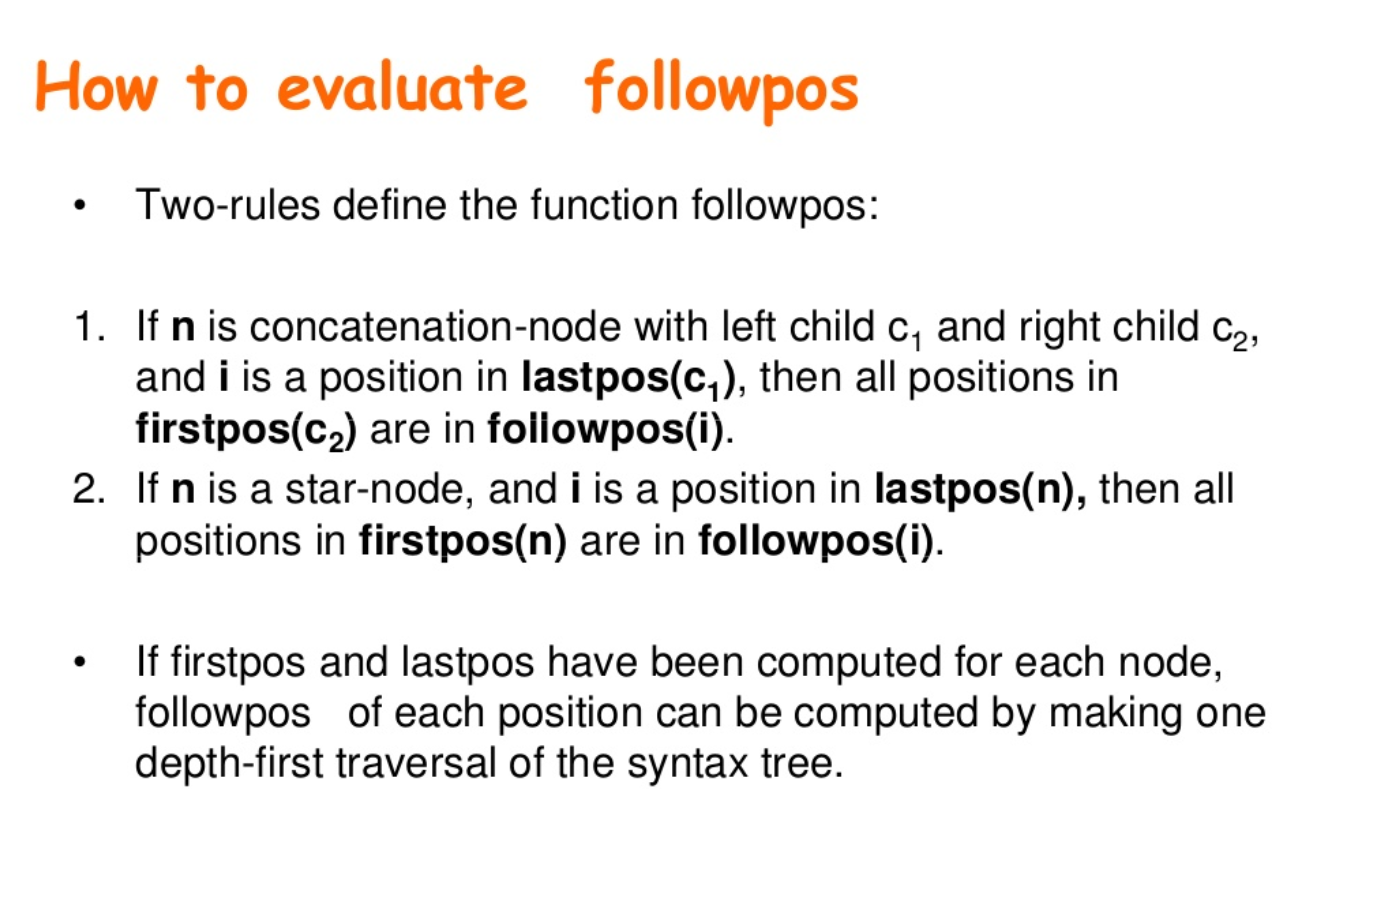 How to evaluate followpos
• Two-rules define the function followpos:
1. If n is concatenation-node with left child c₁ and right child c₂,
and i is a position in lastpos(c₁), then all positions in
firstpos(c₂) are in followpos(i).
2. If n is a star-node, and i is a position in lastpos(n), then all
positions in firstpos(n) are in followpos(i).
• If firstpos and lastpos have been computed for each node,
followpos of each position can be computed by making one
depth-first traversal of the syntax tree.